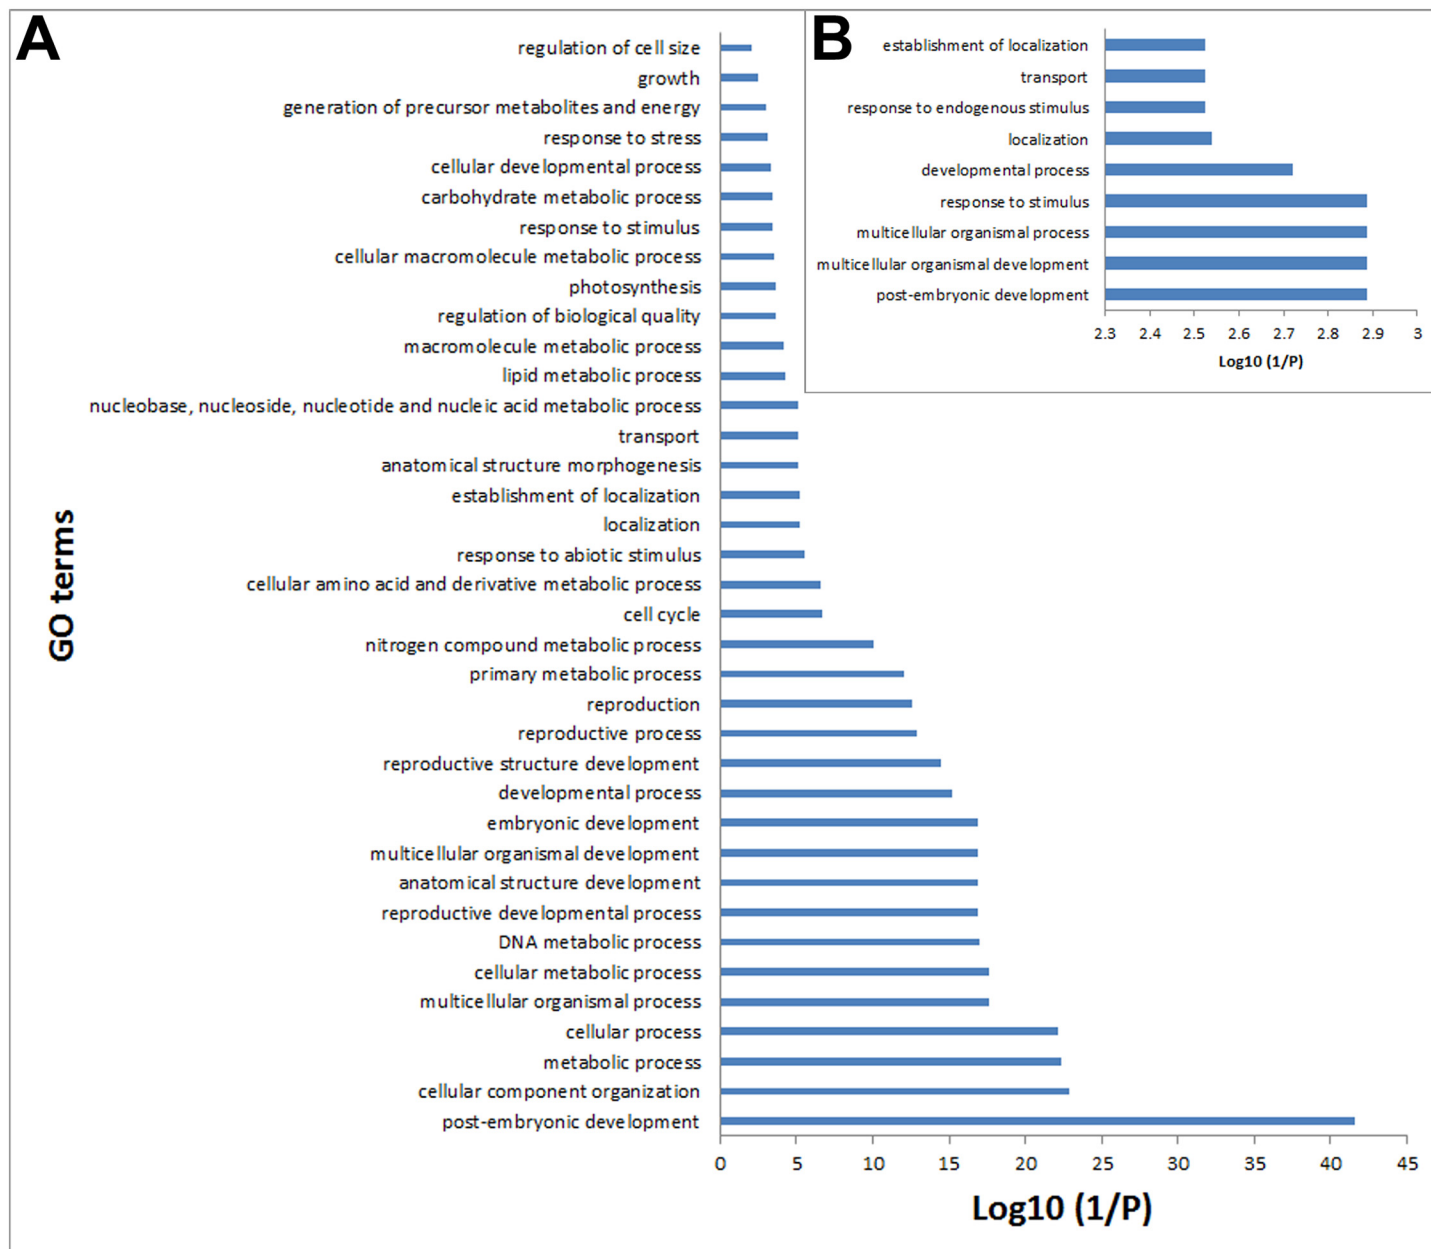 A
regulation of cell size
growth
generation of precursor metabolites and energy
response to stress
cellular developmental process
carbohydrate metabolic process
response to stimulus
cellular macromolecule metabolic process
photosynthesis
regulation of biological quality
macromolecule metabolic process
lipid metabolic process
nucleobase, nucleoside, nucleotide and nucleic acid metabolic process
transport
anatomical structure morphogenesis
establishment of localization
localization
response to abiotic stimulus
cellular amino acid and derivative metabolic process
cell cycle
nitrogen compound metabolic process
primary metabolic process
reproduction
reproductive process
reproductive structure development
developmental process
embryonic development
multicellular organismal development
anatomical structure development
reproductive developmental process
DNA metabolic process
cellular metabolic process
multicellular organismal process
cellular process
metabolic process
cellular component organization
post-embryonic development
GO terms
0 5 10 15 20 25 30 35 40 45
Log10 (1/P)
B
establishment of localization
transport
response to endogenous stimulus
localization
developmental process
response to stimulus
multicellular organismal process
multicellular organismal development
post-embryonic development
2.3 2.4 2.5 2.6 2.7 2.8 2.9 3
Log10 (1/P)